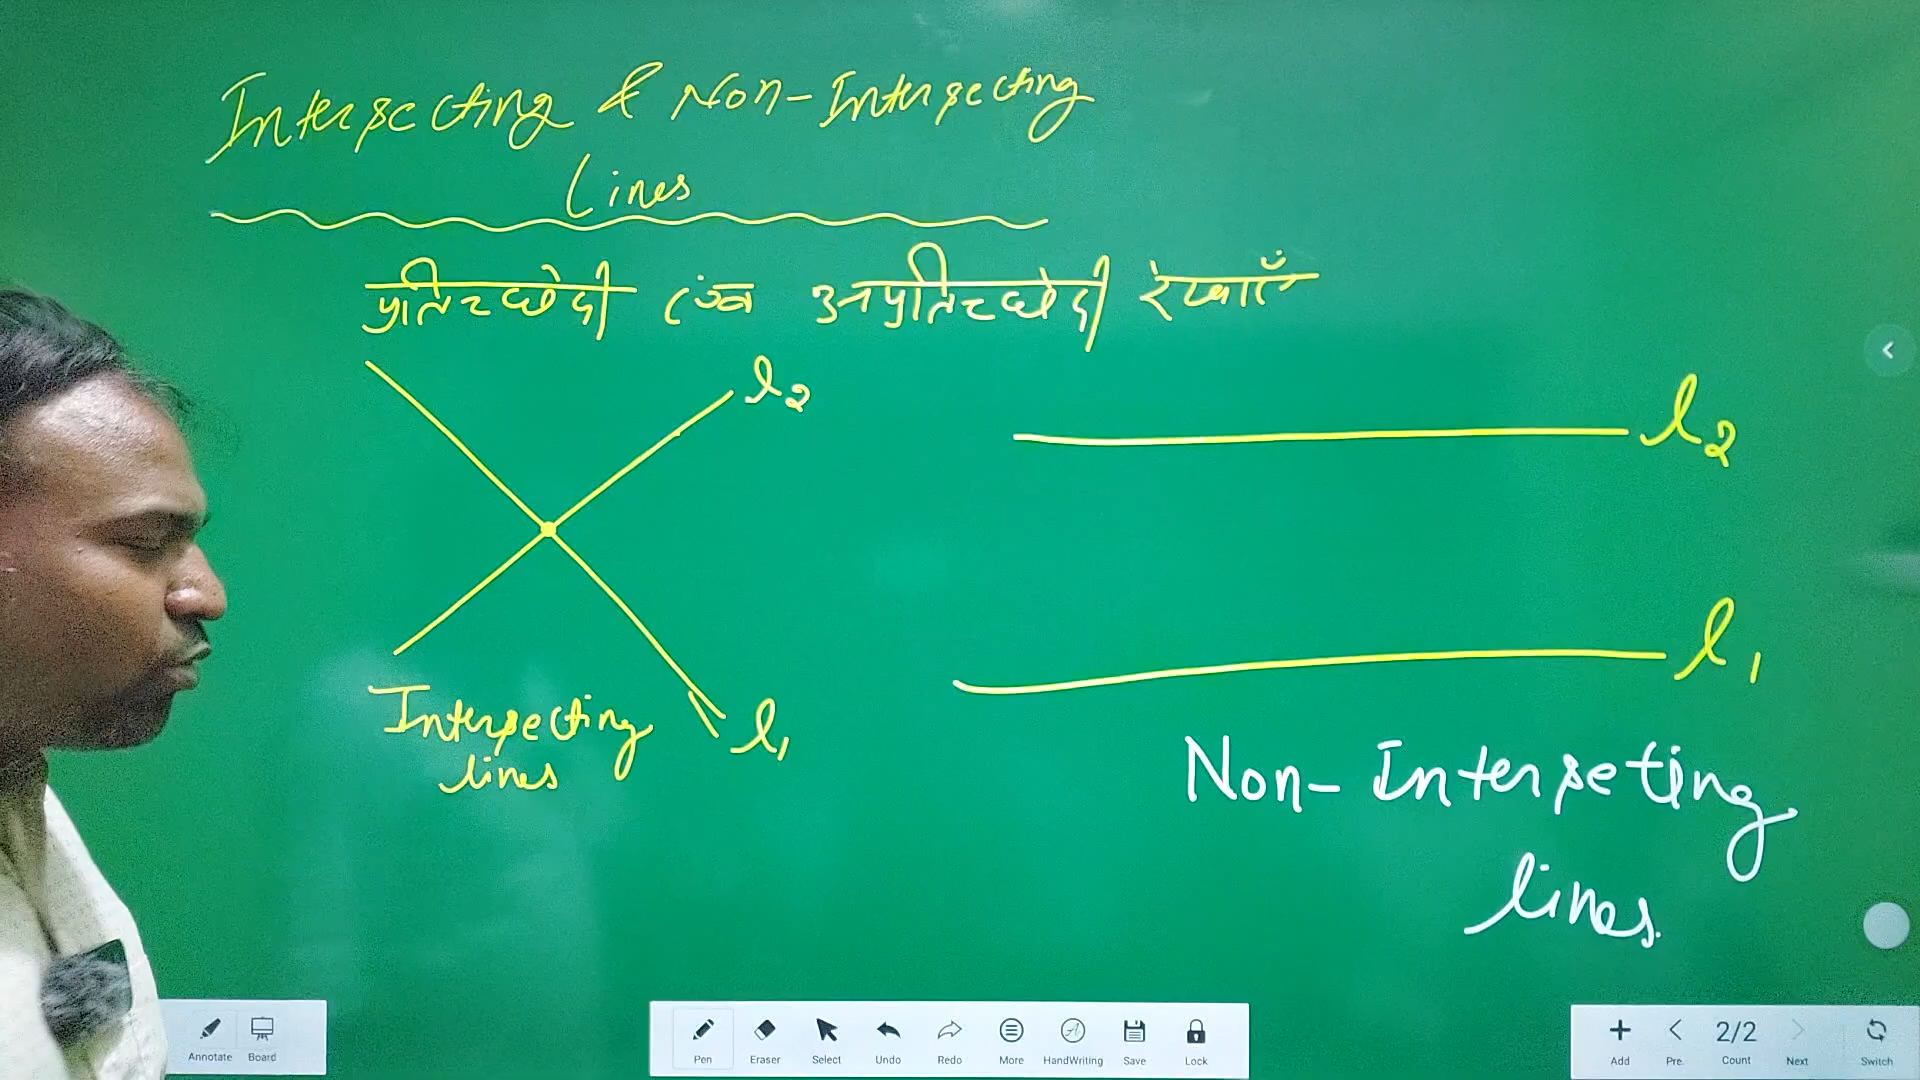 Intersecting & Non-Intersecting
Lines
प्रतिच्छेदी एवं अप्रतिच्छेदी रेखाएँ
l2
l2
l1
Intersecting
lines
l1
Non-Interseting
lines.
Annotate
Board
Pen
Eraser
Select
Undo
Redo
More
HandWriting
Save
Lock
Add
Pre.
2/2
Count
Next
Switch